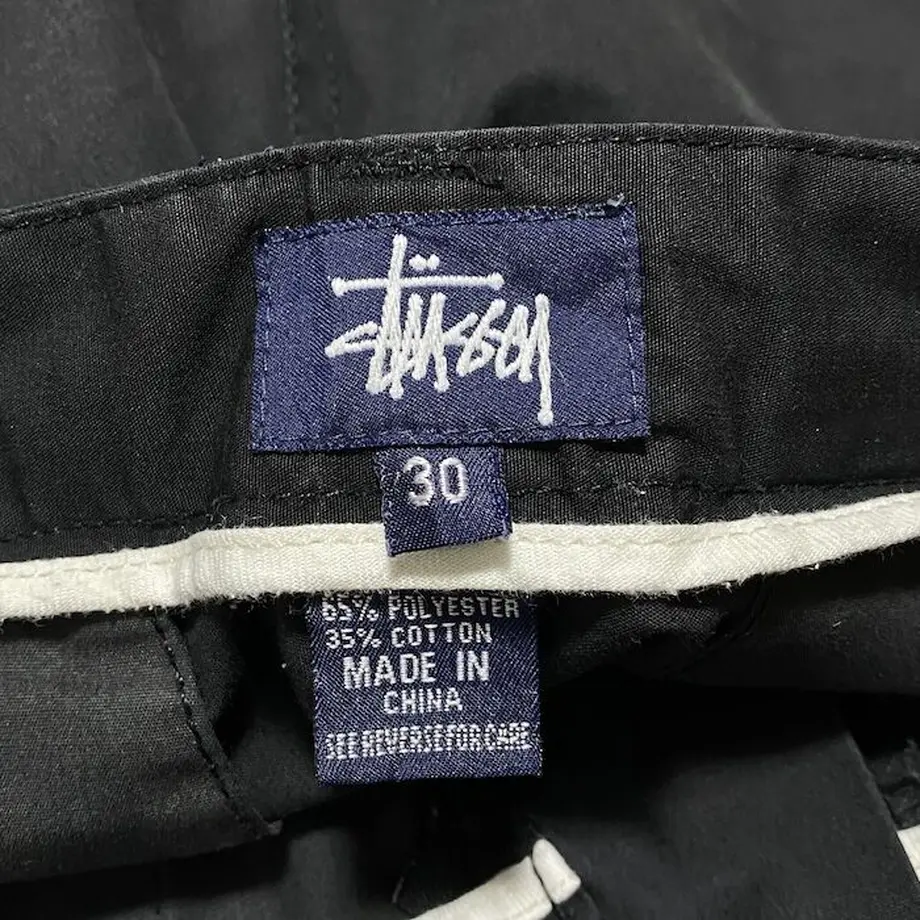 Stüssy
30
65% POLYESTER
35% COTTON
MADE IN
CHINA
SEE REVERSE FOR CARE